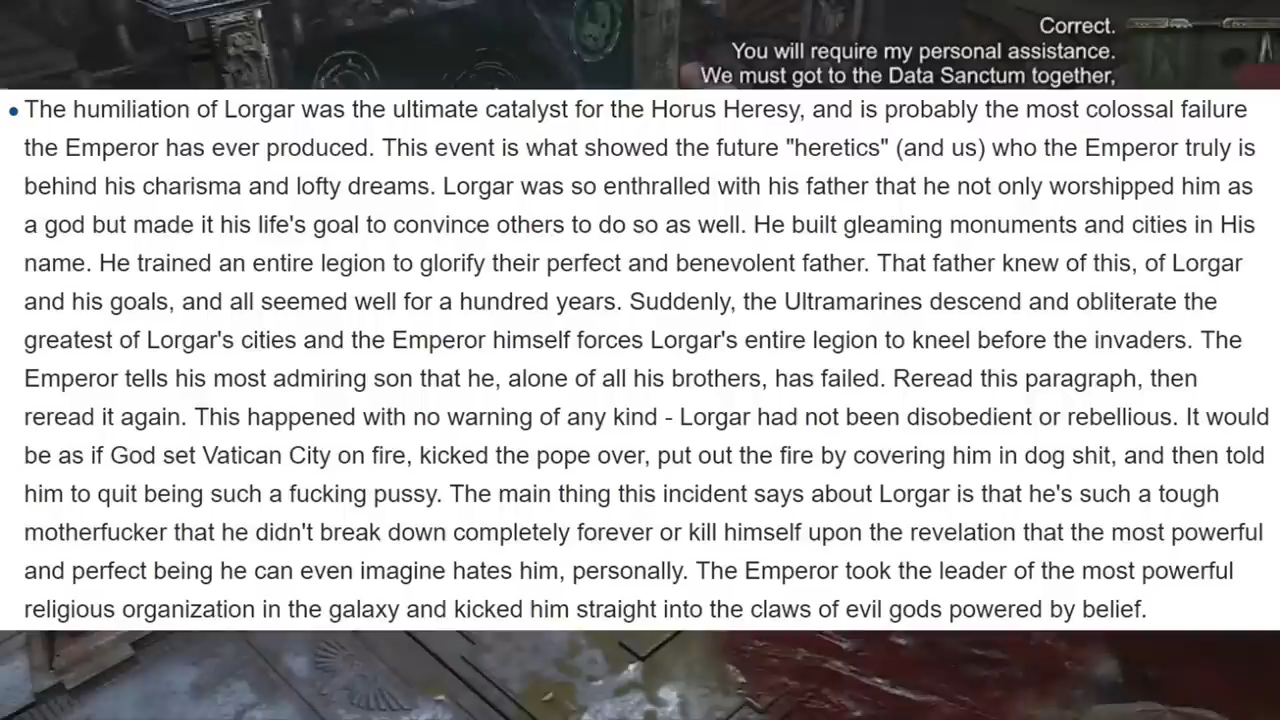 Correct.
You will require my personal assistance.
We must got to the Data Sanctum together,
• The humiliation of Lorgar was the ultimate catalyst for the Horus Heresy, and is probably the most colossal failure
the Emperor has ever produced. This event is what showed the future "heretics" (and us) who the Emperor truly is
behind his charisma and lofty dreams. Lorgar was so enthralled with his father that he not only worshipped him as
a god but made it his life's goal to convince others to do so as well. He built gleaming monuments and cities in His
name. He trained an entire legion to glorify their perfect and benevolent father. That father knew of this, of Lorgar
and his goals, and all seemed well for a hundred years. Suddenly, the Ultramarines descend and obliterate the
greatest of Lorgar's cities and the Emperor himself forces Lorgar's entire legion to kneel before the invaders. The
Emperor tells his most admiring son that he, alone of all his brothers, has failed. Reread this paragraph, then
reread it again. This happened with no warning of any kind - Lorgar had not been disobedient or rebellious. It would
be as if God set Vatican City on fire, kicked the pope over, put out the fire by covering him in dog shit, and then told
him to quit being such a fucking pussy. The main thing this incident says about Lorgar is that he's such a tough
motherfucker that he didn't break down completely forever or kill himself upon the revelation that the most powerful
and perfect being he can even imagine hates him, personally. The Emperor took the leader of the most powerful
religious organization in the galaxy and kicked him straight into the claws of evil gods powered by belief.